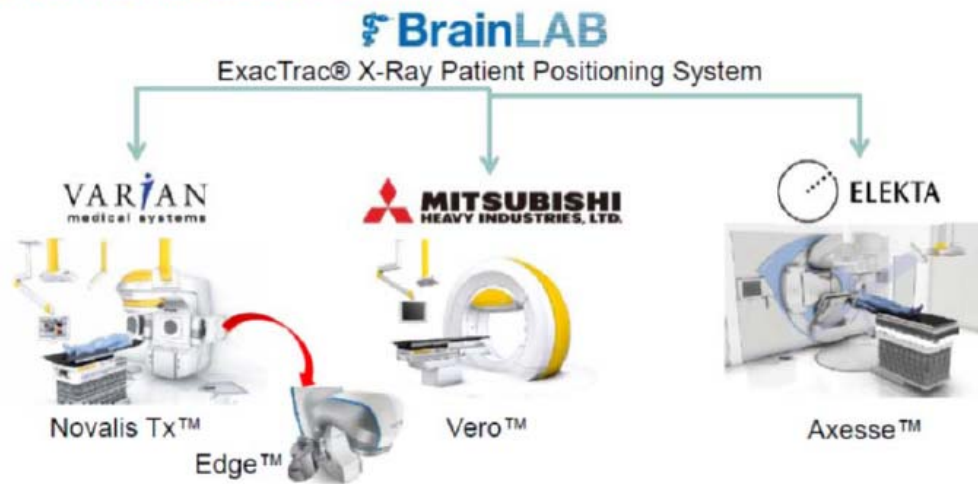 BrainLAB
ExacTrac® X-Ray Patient Positioning System
VARIAN
medical systems
MITSUBISHI
HEAVY INDUSTRIES, LTD.
ELEKTA
Novalis Tx™
Edge™
Vero™
Axesse™